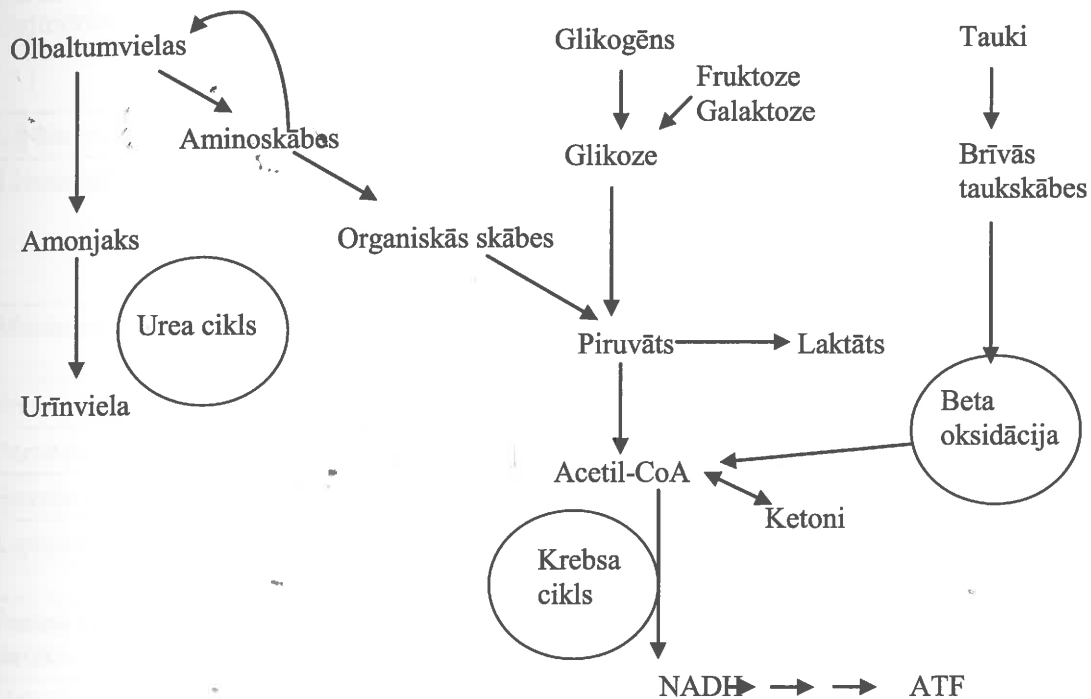 Olbaltumvielas
Glikogēns
Tauki
Fruktoze
Galaktoze
Aminoskābes
Glikoze
Brīvās
taukskābes
Amonjaks
Organiskās skābes
Urea cikls
Piruvāts
Laktāts
Urīnviela
Beta
oksidācija
Acetil-CoA
Ketoni
Krebsa
cikls
NADH
ATF